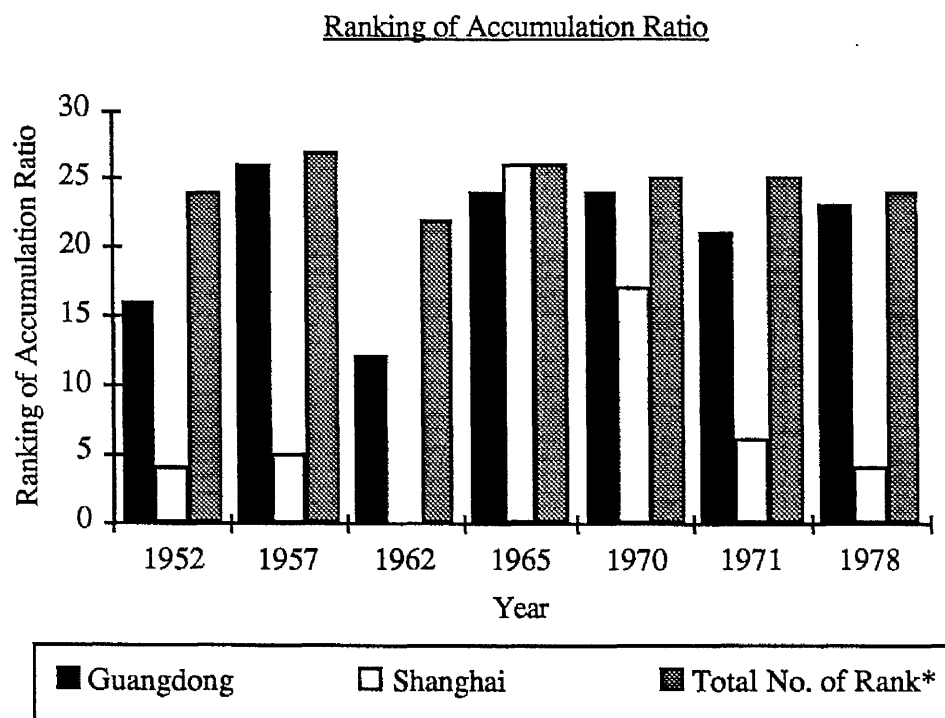 Ranking of Accumulation Ratio
30
25
20
15
10
5
0
Ranking of Accumulation Ratio
1952 1957 1962 1965 1970 1971 1978
Year
Guangdong Shanghai Total No. of Rank*